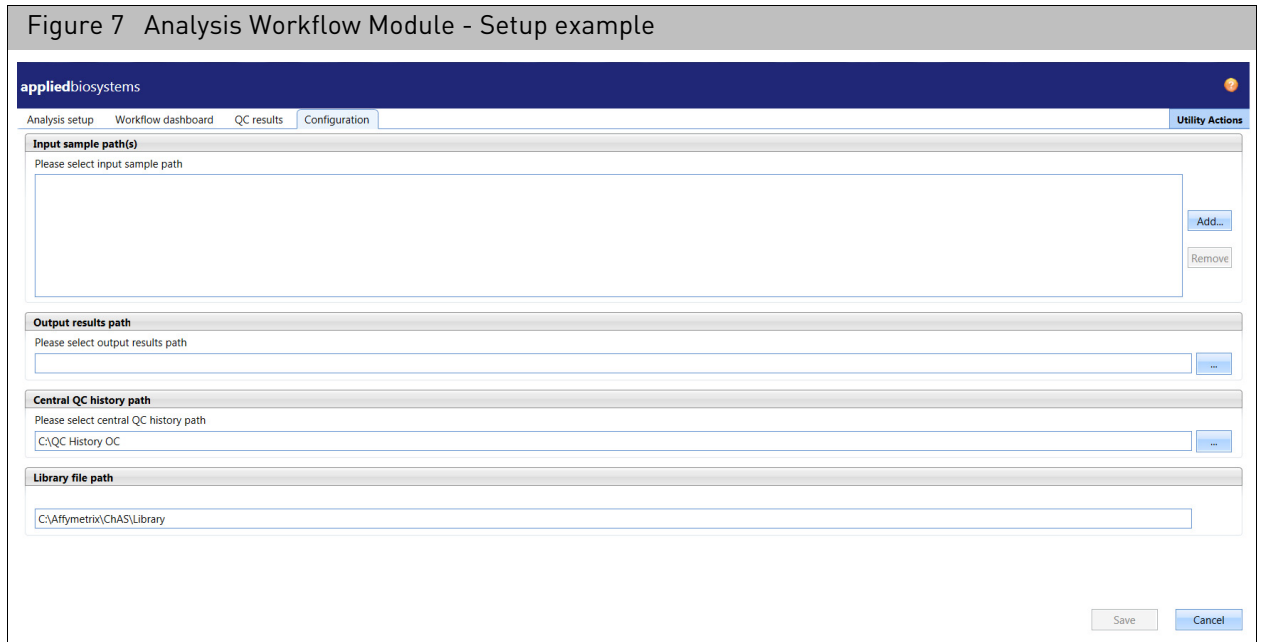 Figure 7 Analysis Workflow Module - Setup example
appliedbiosystems
?
Analysis setup Workflow dashboard QC results Configuration Utility Actions
Input sample path(s)
Please select input sample path
Add...
Remove
Output results path
Please select output results path
...
Central QC history path
Please select central QC history path
C:\QC History OC
...
Library file path
C:\Affymetrix\ChAS\Library
Save Cancel